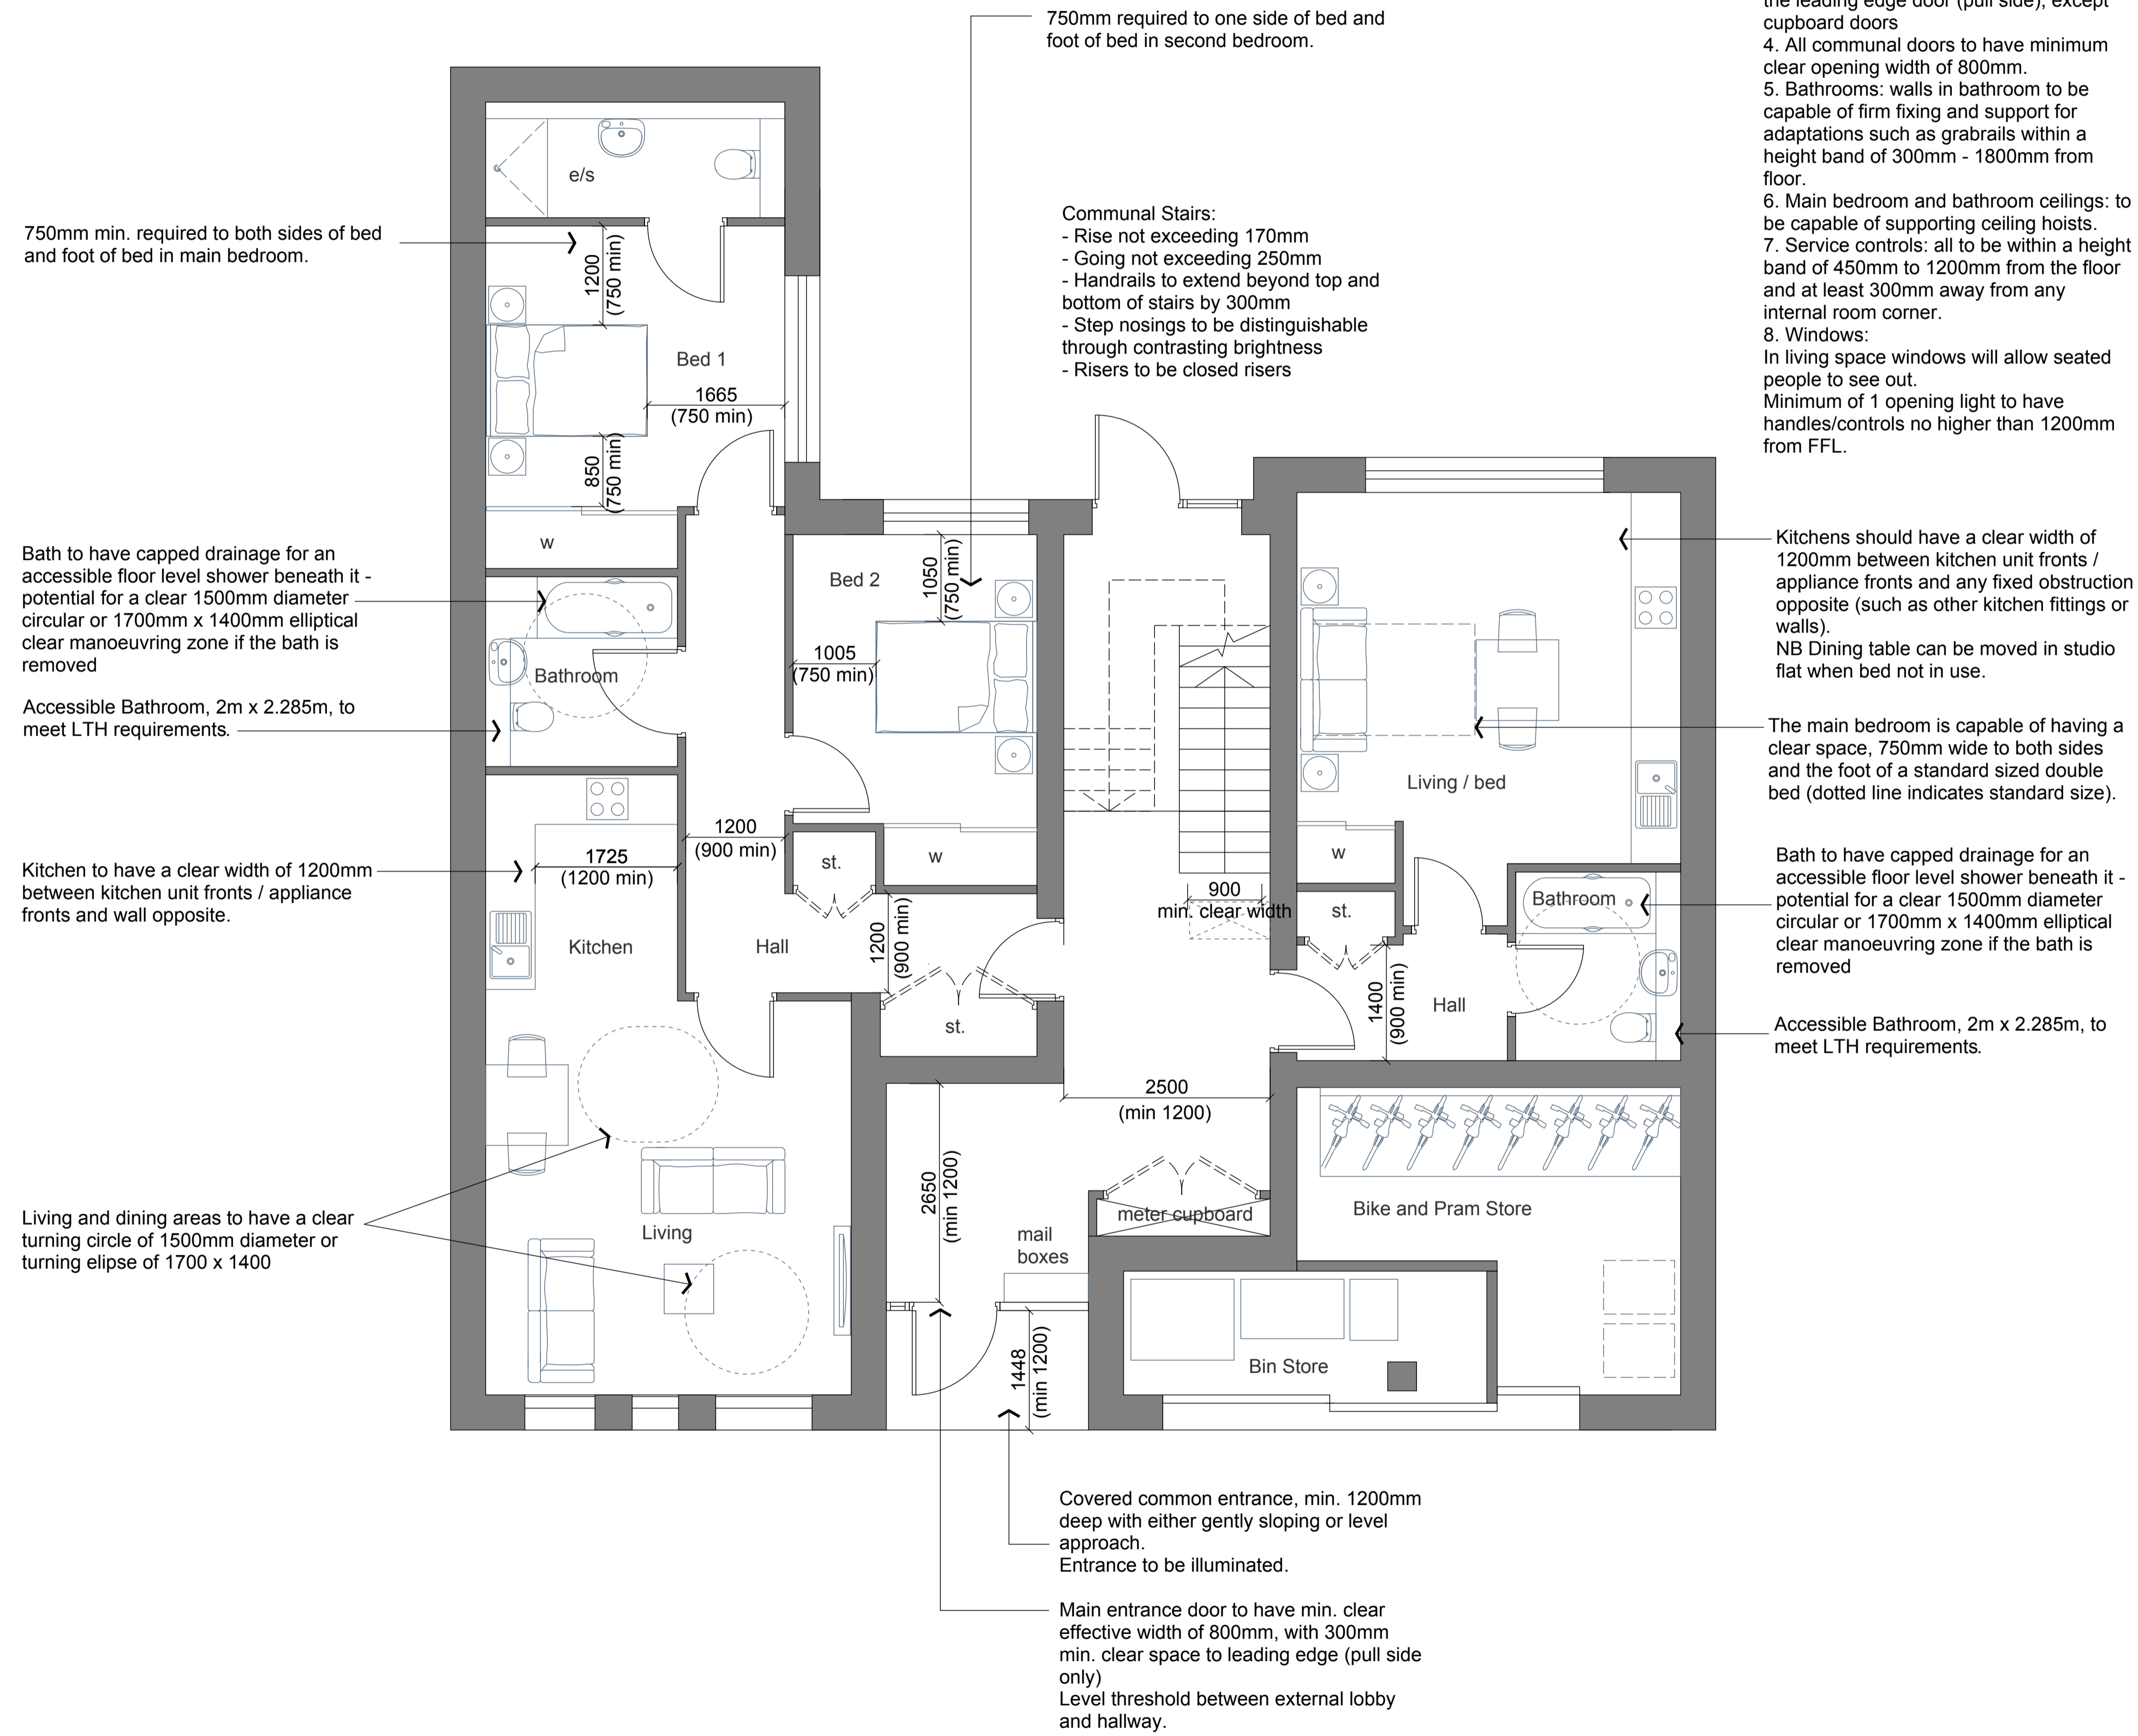 750mm required to one side of bed and
foot of bed in second bedroom.
the leading edge door (pull side), except
cupboard doors
4. All communal doors to have minimum
clear opening width of 800mm.
5. Bathrooms: walls in bathroom to be
capable of firm fixing and support for
adaptations such as grabrails within a
height band of 300mm - 1800mm from
floor.
6. Main bedroom and bathroom ceilings: to
be capable of supporting ceiling hoists.
7. Service controls: all to be within a height
band of 450mm to 1200mm from the floor
and at least 300mm away from any
internal room corner.
8. Windows:
In living space windows will allow seated
people to see out.
Minimum of 1 opening light to have
handles/controls no higher than 1200mm
from FFL.
Communal Stairs:
- Rise not exceeding 170mm
- Going not exceeding 250mm
- Handrails to extend beyond top and
bottom of stairs by 300mm
- Step nosings to be distinguishable
through contrasting brightness
- Risers to be closed risers
750mm min. required to both sides of bed
and foot of bed in main bedroom.
e/s
1200
(750 min)
Bed 1
1665
(750 min)
850
(750 min)
w
Bath to have capped drainage for an
accessible floor level shower beneath it -
potential for a clear 1500mm diameter
circular or 1700mm x 1400mm elliptical
clear manoeuvring zone if the bath is
removed
Accessible Bathroom, 2m x 2.285m, to
meet LTH requirements.
Bathroom
Bed 2
1050
(750 min)
1005
(750 min)
Kitchens should have a clear width of
1200mm between kitchen unit fronts /
appliance fronts and any fixed obstruction
opposite (such as other kitchen fittings or
walls).
NB Dining table can be moved in studio
flat when bed not in use.
The main bedroom is capable of having a
clear space, 750mm wide to both sides
and the foot of a standard sized double
bed (dotted line indicates standard size).
Living / bed
w
st.
Bathroom
Bath to have capped drainage for an
accessible floor level shower beneath it -
potential for a clear 1500mm diameter
circular or 1700mm x 1400mm elliptical
clear manoeuvring zone if the bath is
removed
Accessible Bathroom, 2m x 2.285m, to
meet LTH requirements.
Kitchen to have a clear width of 1200mm
between kitchen unit fronts / appliance
fronts and wall opposite.
1725
(1200 min)
Kitchen
1200
(900 min)
st.
w
Hall
1200
(900 min)
st.
900
min. clear width
1400
(900 min)
Hall
2500
(min 1200)
2650
(min 1200)
mail
boxes
meter cupboard
Bike and Pram Store
Bin Store
1448
(min 1200)
Living
Living and dining areas to have a clear
turning circle of 1500mm diameter or
turning elipse of 1700 x 1400
Covered common entrance, min. 1200mm
deep with either gently sloping or level
approach.
Entrance to be illuminated.
Main entrance door to have min. clear
effective width of 800mm, with 300mm
min. clear space to leading edge (pull side
only)
Level threshold between external lobby
and hallway.